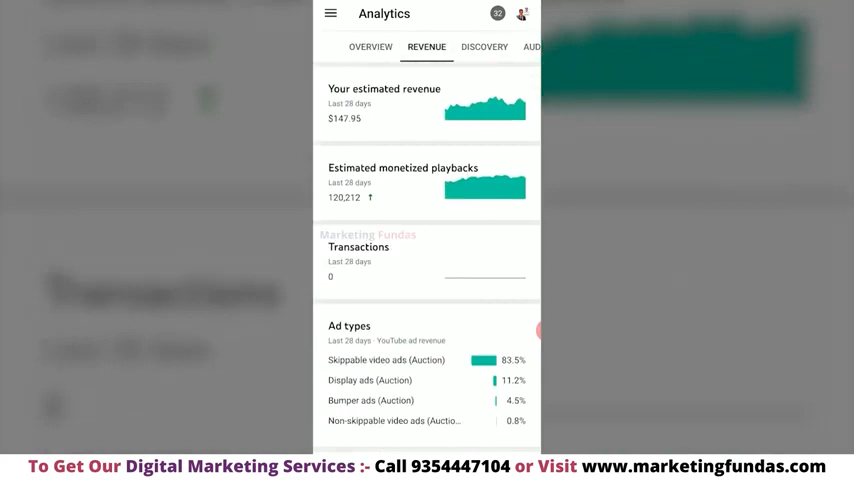 Analytics
32
OVERVIEW REVENUE DISCOVERY AUD
Your estimated revenue
Last 28 days
$147.95
Estimated monetized playbacks
Last 28 days
120,212 ↑
Marketing Fundas
Transactions
Last 28 days
0
Ad types
Last 28 days · YouTube ad revenue
Skippable video ads (Auction) 83.5%
Display ads (Auction) 11.2%
Bumper ads (Auction) 4.5%
Non-skippable video ads (Auctio... 0.8%
To Get Our Digital Marketing Services :- Call 9354447104 or Visit www.marketingfundas.com